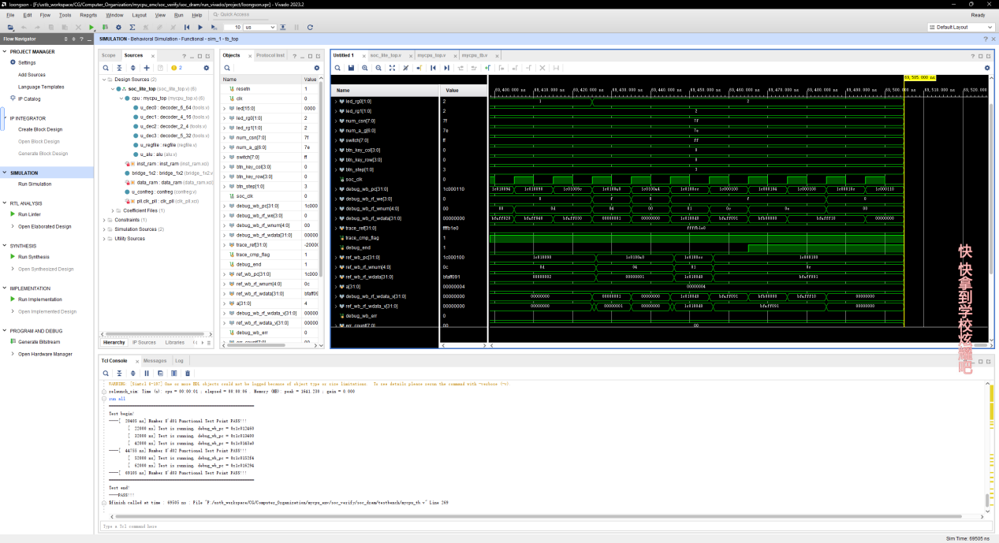 loongson - [F:/ustb_workspace/CG/Computer_Organization/mycpu_env/soc_verify/soc_dram/run_vivado/project/loongson.xpr] - Vivado 2023.2
File Edit Flow Tools Reports Window Layout View Run Help Quick Access
Ready
10 us Default Layout
Flow Navigator
SIMULATION - Behavioral Simulation - Functional - sim_1 - tb_top
PROJECT MANAGER
Settings
Add Sources
Language Templates
IP Catalog
IP INTEGRATOR
Create Block Design
Open Block Design
Generate Block Design
SIMULATION
Run Simulation
RTL ANALYSIS
Run Linter
Open Elaborated Design
SYNTHESIS
Run Synthesis
Open Synthesized Design
IMPLEMENTATION
Run Implementation
Open Implemented Design
PROGRAM AND DEBUG
Generate Bitstream
Open Hardware Manager
Scope Sources
2
Design Sources (2)
soc_lite_top (soc_lite_top.v) (6)
cpu : mycpu_top (mycpu_top.v) (6)
u_dec0 : decoder_6_64 (tools.v)
u_dec1 : decoder_4_16 (tools.v)
u_dec2 : decoder_2_4 (tools.v)
u_dec3 : decoder_5_32 (tools.v)
u_regfile : regfile (regfile.v)
u_alu : alu (alu.v)
inst_ram : inst_ram (inst_ram.xci)
bridge_1x2 : bridge_1x2 (bridge_1x2.v
data_ram : data_ram (data_ram.xci
u_confreg : confreg (confreg.v)
pll.clk_pll : clk_pll (clk_pll.xci)
Coefficient Files (1)
Constraints (1)
Simulation Sources (2)
Utility Sources
Hierarchy IP Sources Libraries
Objects Protocol Inst
Name Value
resetn 1
clk 0
led[15:0] 0000
led_rg0[1:0] 2
led_rg1[1:0] 2
num_csn[7:0] 7f
num_a_g[6:0] 7e
switch[7:0] ff
btn_key_col[3:0] 0
btn_key_row[3:0] 0
btn_step[1:0] 3
soc_clk 0
debug_wb_pc[31:0] 1c000
debug_wb_rf_we[3:0] 0
debug_wb_rf_wnum[4:0] 00
debug_wb_rf_wdata[31:0] 00000
trace_ref[31:0] -20000
trace_cmp_flag 1
debug_end 1
ref_wb_pc[31:0] 1c000
ref_wb_rf_wnum[4:0] 0c
ref_wb_rf_wdata[31:0] bfaff09
a[31:0] 4
debug_wb_rf_wdata_v[31:0] 00000
ref_wb_rf_wdata_v[31:0] 00000
debug_wb_err 0
err_count[7:0] 00
Untitled 1 soc_lite_top.v mycpu_top.v mycpu_tb.v
69,505.000 ns
Name Value
69,400.000 ns 69,410.000 ns 69,420.000 ns 69,430.000 ns 69,440.000 ns 69,450.000 ns 69,460.000 ns 69,470.000 ns 69,480.000 ns 69,490.000 ns 69,500.000 ns 69,510.000 ns 69,520.000
led_rg0[1:0] 2 1 2
led_rg1[1:0] 2 2
num_csn[7:0] 7f 7f
num_a_g[6:0] 7e 7e
switch[7:0] ff ff
btn_key_col[3:0] 0 0
btn_key_row[3:0] 0 0
btn_step[1:0] 3 3
soc_clk 0
debug_wb_pc[31:0] 1c000110 1c010094 1c010098 1c01009c 1c0100a0 1c0100a4 1c0100cc 1c000100 1c000104 1c000108 1c00010c 1c000110
debug_wb_rf_we[3:0] 0 0 f 0 f 0
debug_wb_rf_wnum[4:0] 00 00 0d 04 00 01 0c 0e 00
debug_wb_rf_wdata[31:0] 00000000 bfaff020 bfaff040 bfaff030 00000001 00000000 1c0100d0 bfaff091 bfb00000 bfafff10 00000000
trace_ref[31:0] ffffb1e0 ffffb1e0
trace_cmp_flag 1
debug_end 1
ref_wb_pc[31:0] 1c000100 1c010090 1c0100a0 1c0100cc 1c000100
ref_wb_rf_wnum[4:0] 0c 0d 04 01 0c
ref_wb_rf_wdata[31:0] bfaff091 00000002 00000001 1c0100d0 bfaff091
a[31:0] 00000004 00000004
debug_wb_rf_wdata_v[31:0] 00000000 00000000 00000001 00000000 1c0100d0 bfaff091 bfb00000 bfafff10 00000000
ref_wb_rf_wdata_v[31:0] 00000000 00000000 00000001 00000000 1c0100d0 bfaff091 00000000
debug_wb_err 0
err_count[7:0] 00 00
快快拿到学校炫耀吧
Tcl Console Messages Log
WARNING: [Simtcl 6-197] One or more HDL objects could not be logged because of object type or size limitations. To see details please rerun the command with -verbose (-v).
relaunch_sim: Time (s): cpu = 00:00:01 ; elapsed = 00:00:06 . Memory (MB): peak = 1641.230 ; gain = 0.000
run all
Test begin!
----[ 20405 ns] Number 8'd01 Functional Test Point PASS!!!
[ 22000 ns] Test is running, debug_wb_pc = 0x1c012460
[ 32000 ns] Test is running, debug_wb_pc = 0x1c013400
[ 42000 ns] Test is running, debug_wb_pc = 0x1c0143a0
----[ 44755 ns] Number 8'd02 Functional Test Point PASS!!!
[ 52000 ns] Test is running, debug_wb_pc = 0x1c0152f4
[ 62000 ns] Test is running, debug_wb_pc = 0x1c016294
----[ 69105 ns] Number 8'd03 Functional Test Point PASS!!!
Test end!
----PASS!!!
$finish called at time : 69505 ns : File "F:/ustb_workspace/CG/Computer_Organization/mycpu_env/soc_verify/soc_dram/testbench/mycpu_tb.v" Line 269
Type a Tcl command here
Sim Time: 69505 ns